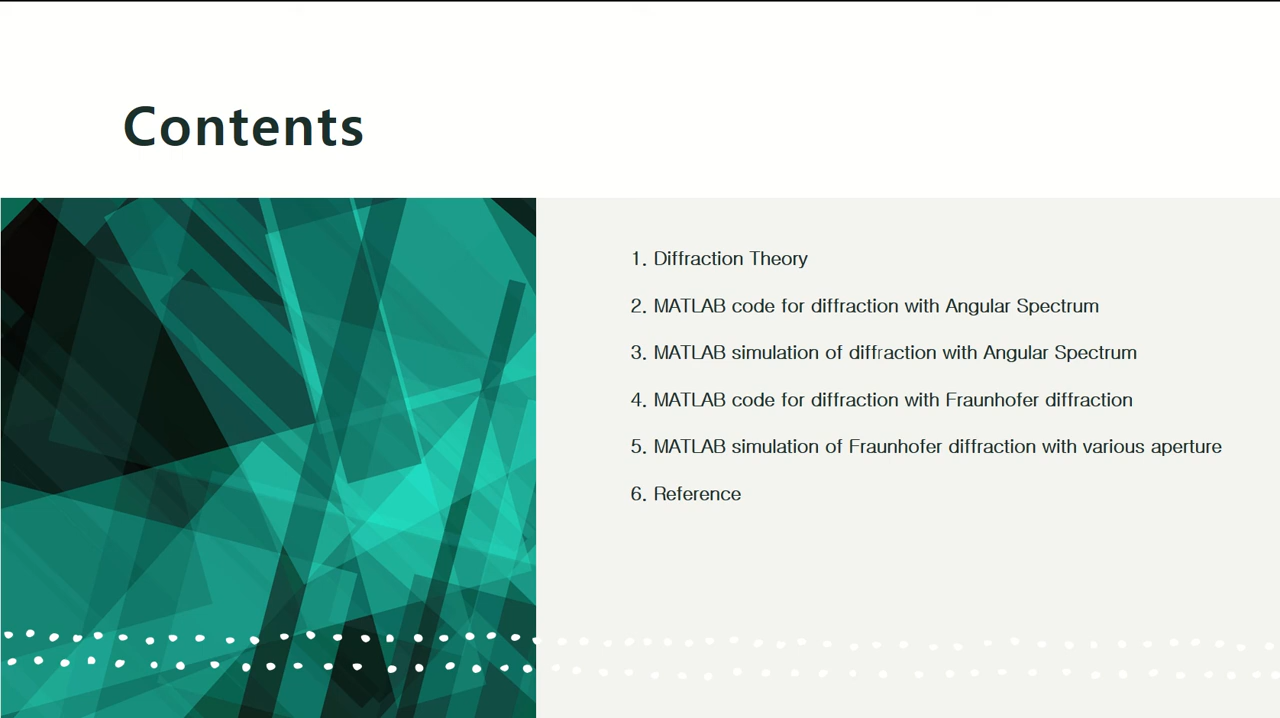 Contents
1. Diffraction Theory
2. MATLAB code for diffraction with Angular Spectrum
3. MATLAB simulation of diffraction with Angular Spectrum
4. MATLAB code for diffraction with Fraunhofer diffraction
5. MATLAB simulation of Fraunhofer diffraction with various aperture
6. Reference